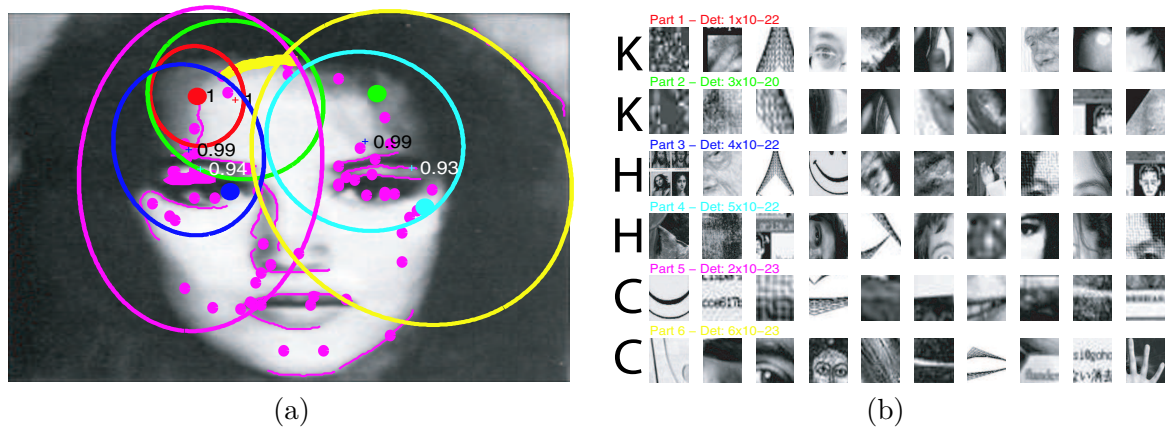 1
1
0.99
0.94
0.99
0.93
(a)
K
Part 1 − Det: 1x10−22
K
Part 2 − Det: 3x10−20
H
Part 3 − Det: 4x10−22
H
Part 4 − Det: 5x10−22
C
Part 5 − Det: 2x10−23
C
Part 6 − Det: 6x10−23
(b)